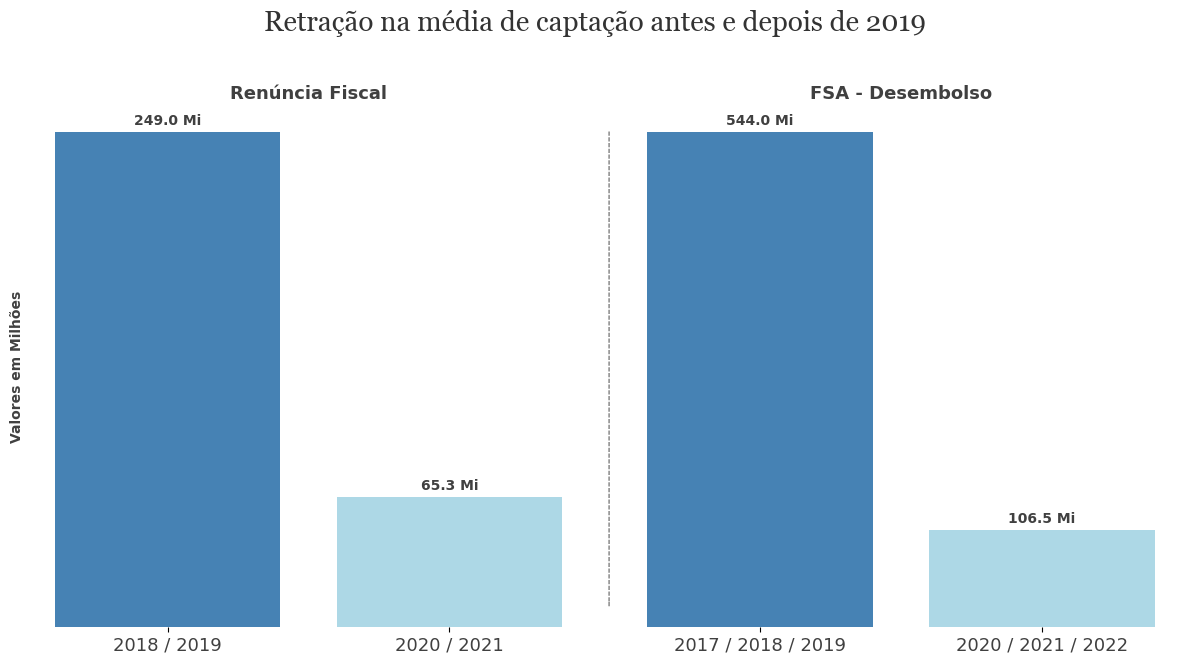 Retração na média de captação antes e depois de 2019
Renúncia Fiscal
249.0 Mi
65.3 Mi
Valores em Milhões
2018 / 2019
2020 / 2021
FSA - Desembolso
544.0 Mi
106.5 Mi
2017 / 2018 / 2019
2020 / 2021 / 2022